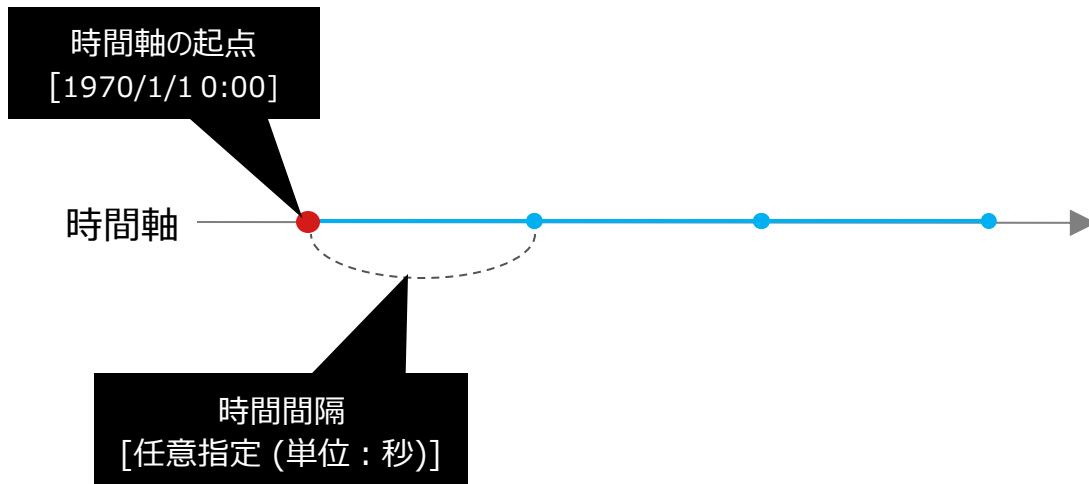 時間軸の起点
[1970/1/1 0:00]
時間軸
時間間隔
[任意指定 (単位：秒)]